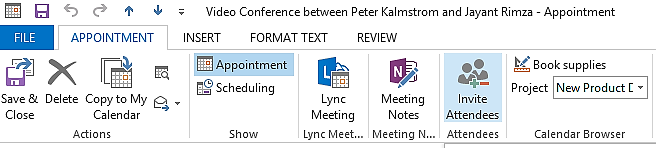 Video Conference between Peter Kalmstrom and Jayant Rimza - Appointment
FILE APPOINTMENT INSERT FORMAT TEXT REVIEW
Save & Close
Delete
Copy to My Calendar
Actions
Appointment
Scheduling
Show
Lync Meeting
Lync Meet...
N
Meeting Notes
Meeting N...
Invite Attendees
Attendees
Book supplies
Project New Product D
Calendar Browser